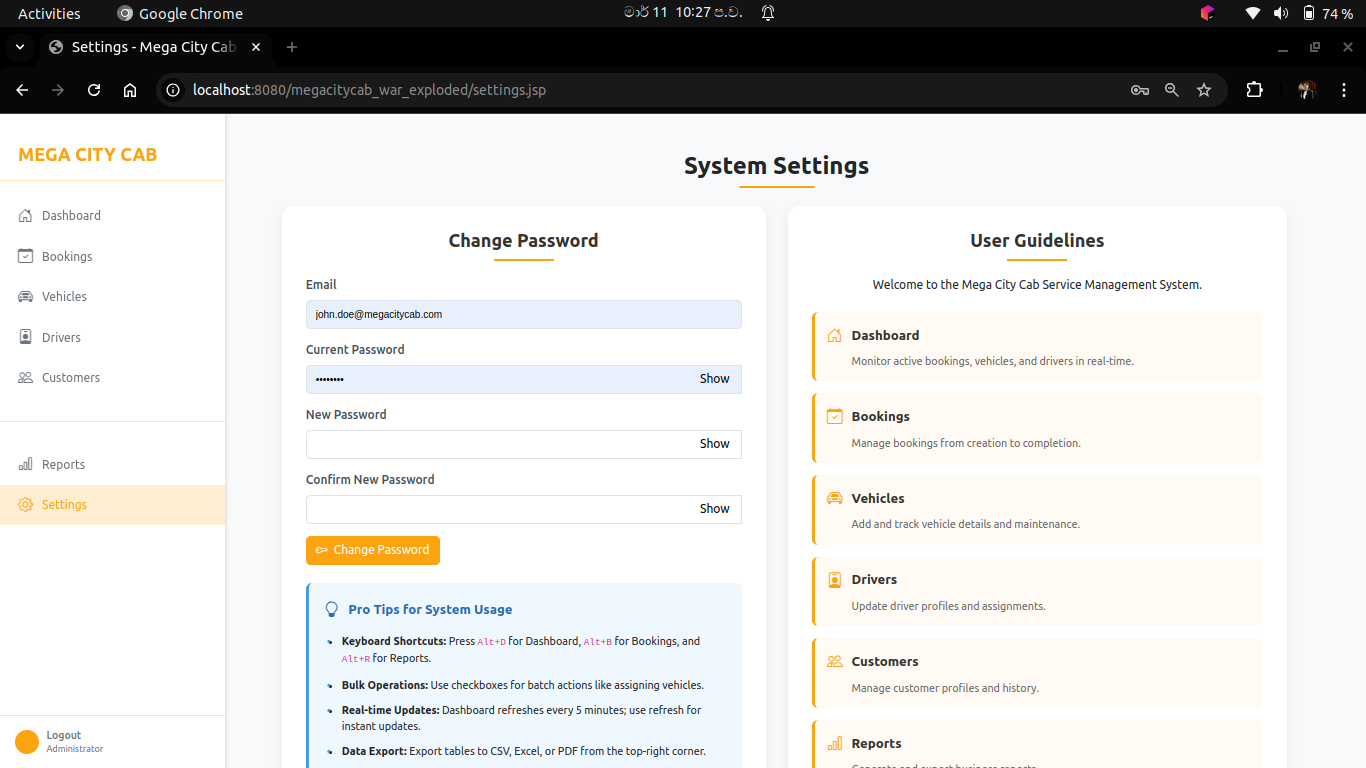 Activities
Google Chrome
මාර් 11 10:27 ප.ව.
74 %
Settings - Mega City Cab
localhost:8080/megacitycab_war_exploded/settings.jsp
MEGA CITY CAB
Dashboard
Bookings
Vehicles
Drivers
Customers
Reports
Settings
Logout
Administrator
System Settings
Change Password
Email
john.doe@megacitycab.com
Current Password
•••••••• Show
New Password
Show
Confirm New Password
Show
Change Password
Pro Tips for System Usage
Keyboard Shortcuts: Press Alt+D for Dashboard, Alt+B for Bookings, and
Alt+R for Reports.
Bulk Operations: Use checkboxes for batch actions like assigning vehicles.
Real-time Updates: Dashboard refreshes every 5 minutes; use refresh for
instant updates.
Data Export: Export tables to CSV, Excel, or PDF from the top-right corner.
User Guidelines
Welcome to the Mega City Cab Service Management System.
Dashboard
Monitor active bookings, vehicles, and drivers in real-time.
Bookings
Manage bookings from creation to completion.
Vehicles
Add and track vehicle details and maintenance.
Drivers
Update driver profiles and assignments.
Customers
Manage customer profiles and history.
Reports
Generate and export business reports.